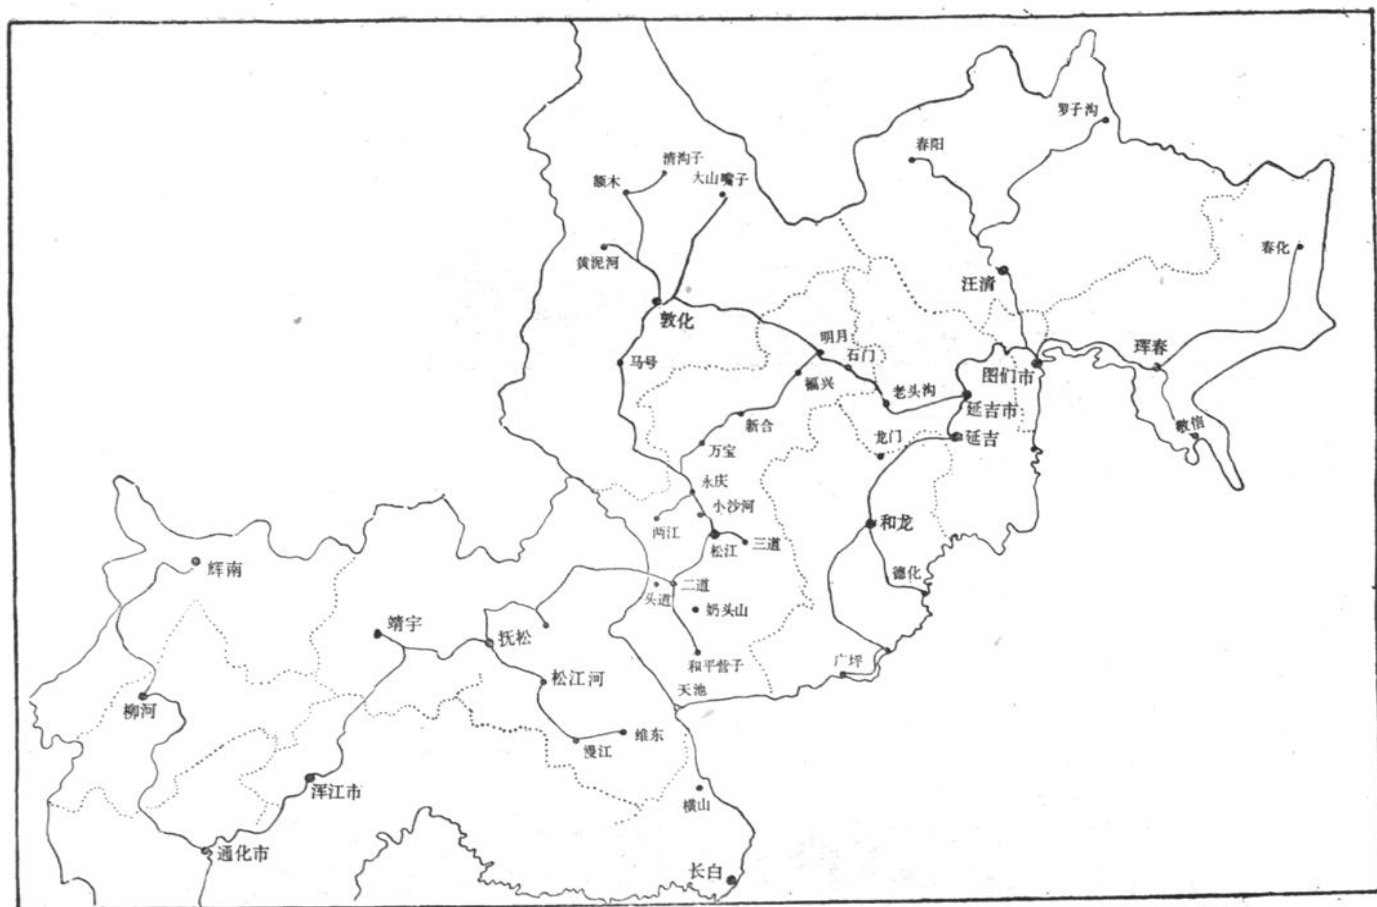 罗子沟
春阳
清沟子
额木
大山嘴子
春化
黄泥河
汪清
敦化
明月
珲春
马号
石门
图们市
福兴
老头沟
延吉市
新合
敬信
龙门
延吉
万宝
永庆
小沙河
两江
和龙
松江
三道
辉南
德化
二道
头道
奶头山
靖宇
抚松
广坪
和平营子
松江河
天池
柳河
维东
漫江
浑江市
横山
通化市
长白